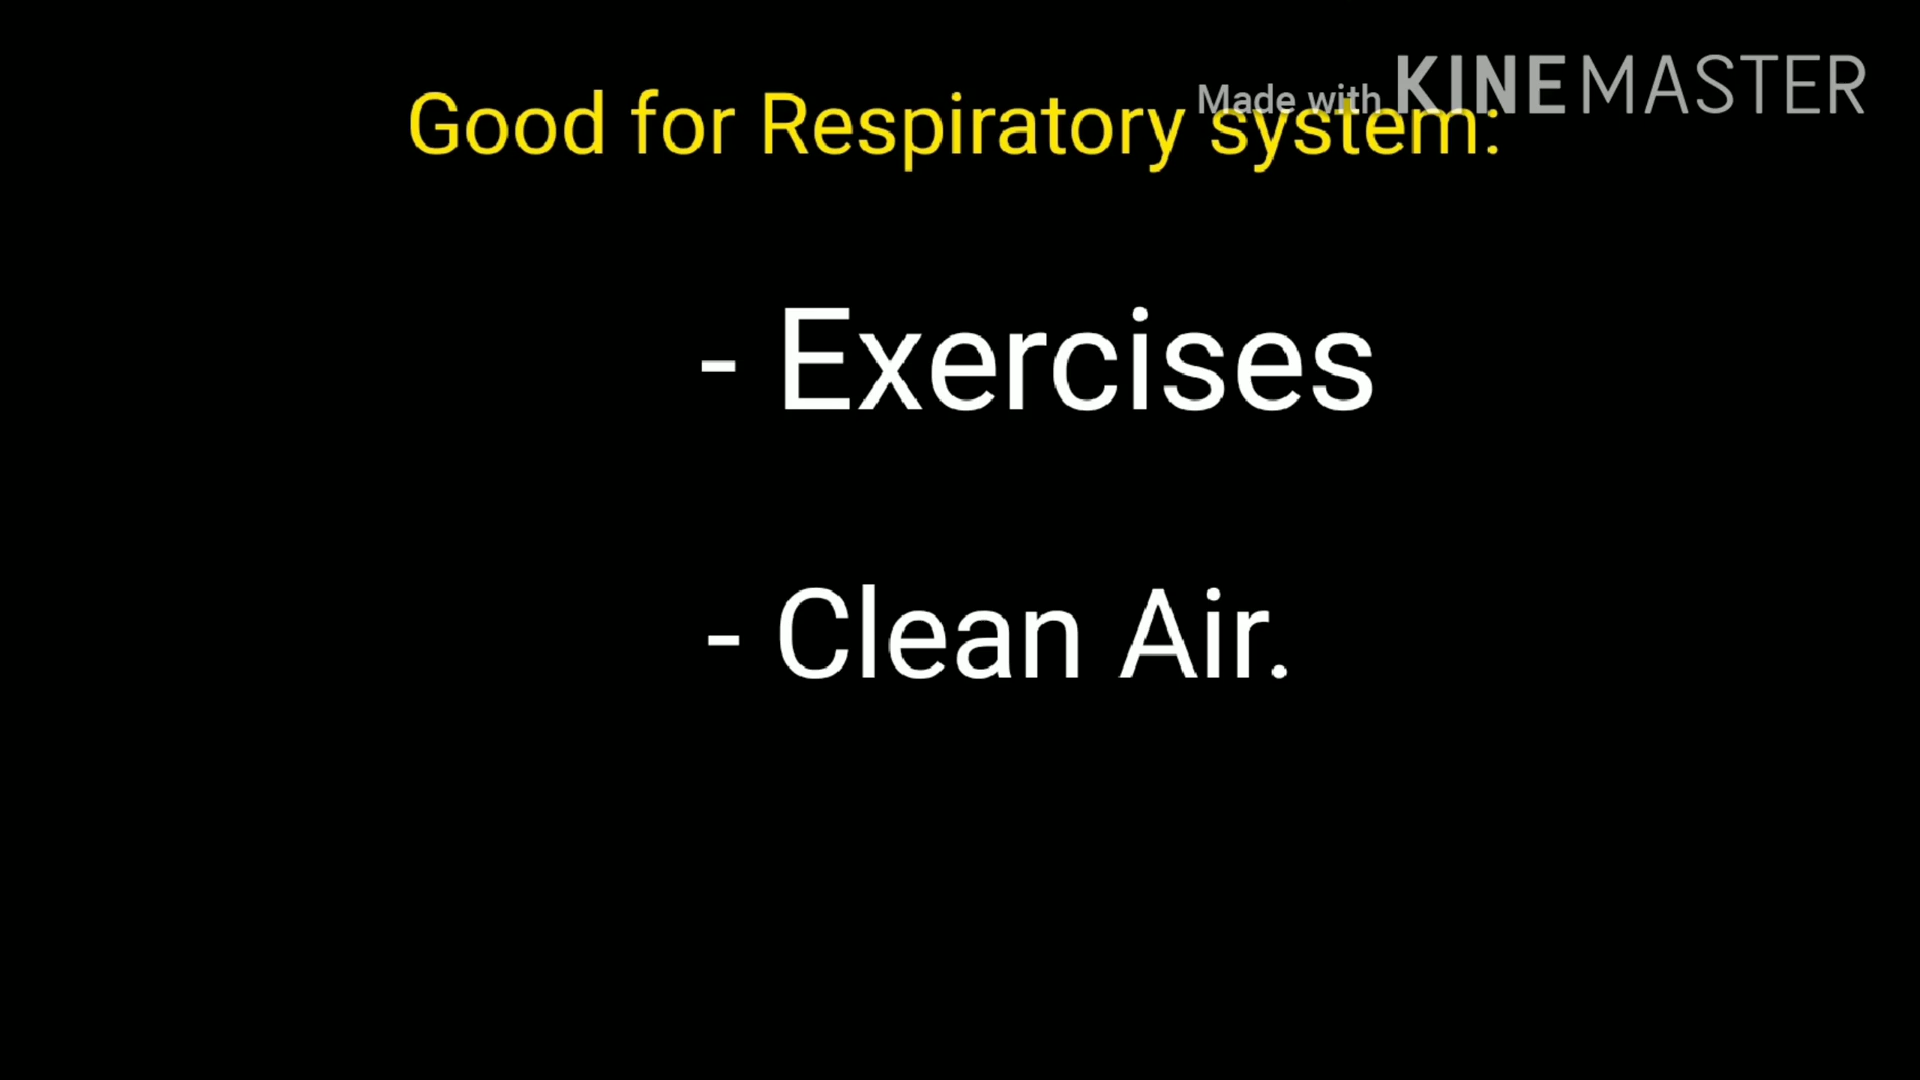 Made with KINEMASTER
Good for Respiratory system:
- Exercises
- Clean Air.